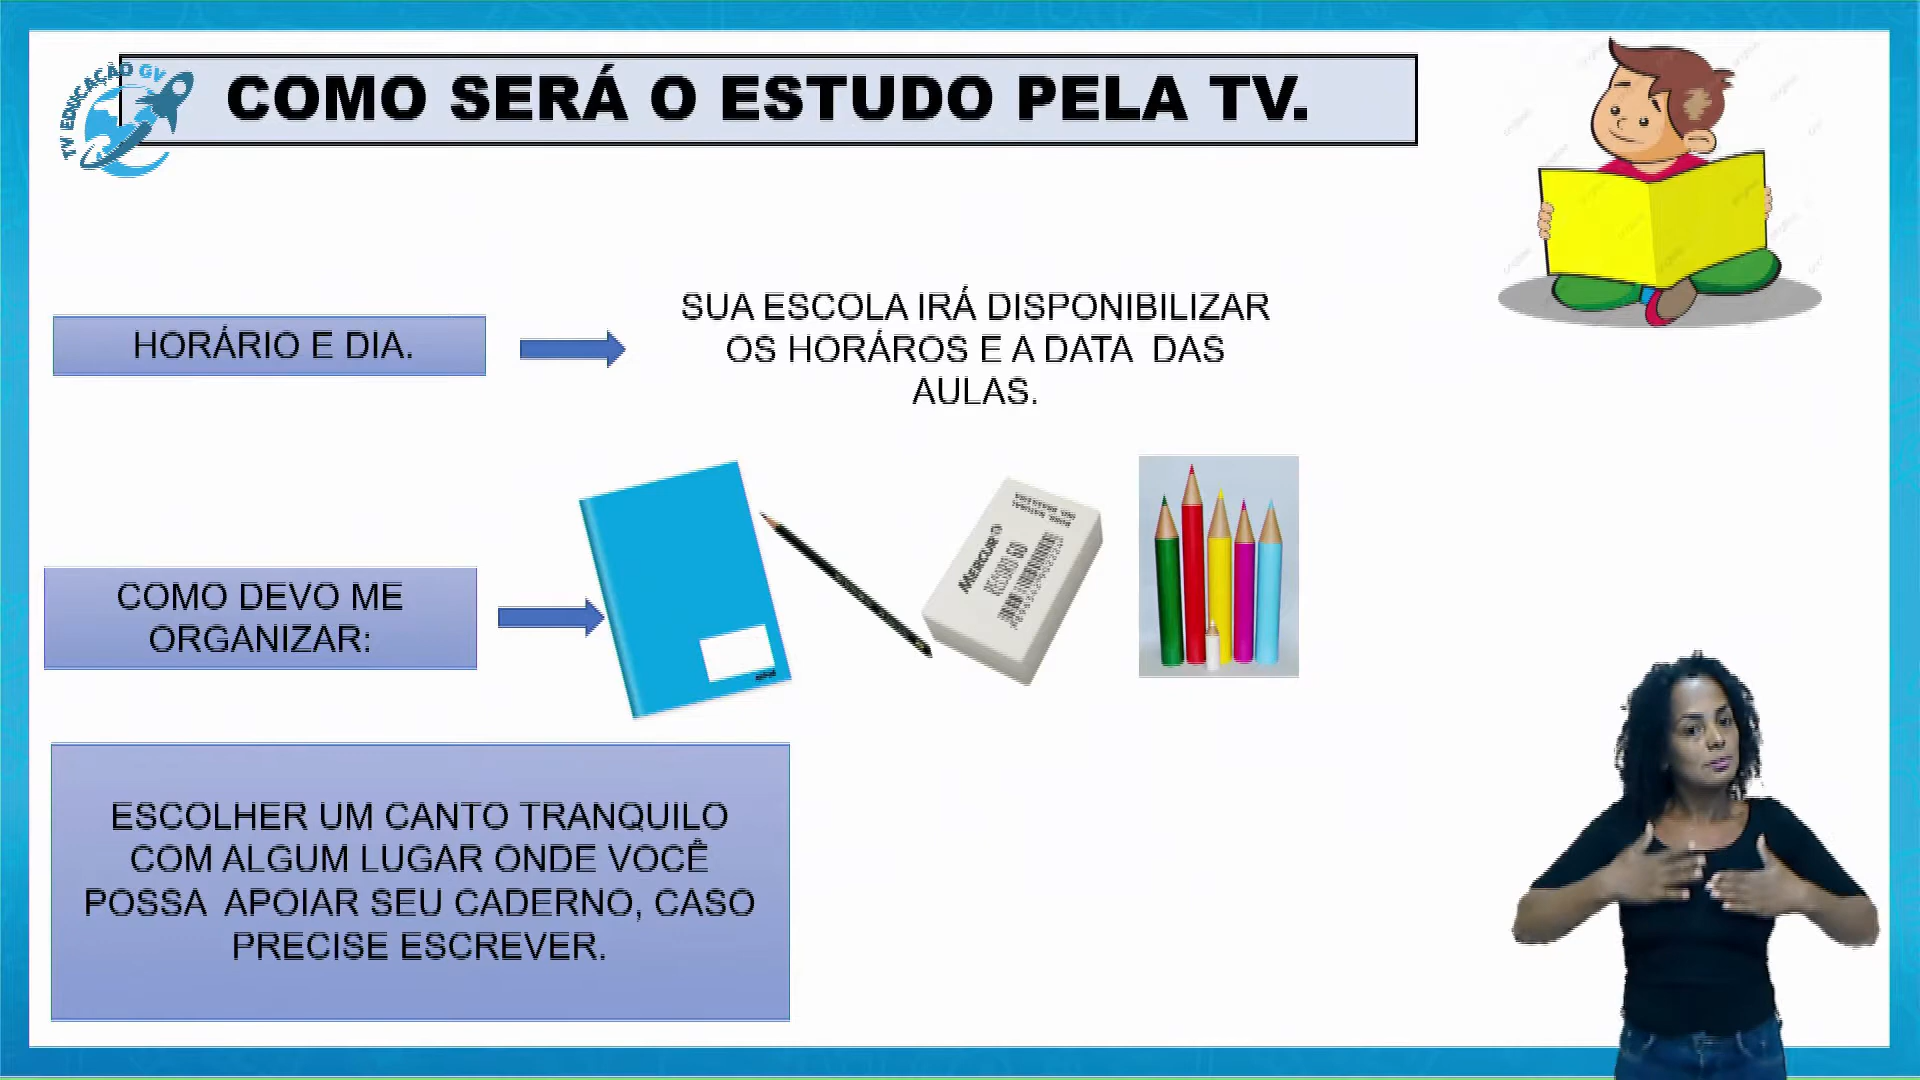 TV EDUCAÇÃO GV
COMO SERÁ O ESTUDO PELA TV.
HORÁRIO E DIA.
SUA ESCOLA IRÁ DISPONIBILIZAR
OS HORÁROS E A DATA DAS
AULAS.
COMO DEVO ME
ORGANIZAR:
MERCUR
RECORD 60
ESCOLHER UM CANTO TRANQUILO
COM ALGUM LUGAR ONDE VOCÊ
POSSA APOIAR SEU CADERNO, CASO
PRECISE ESCREVER.